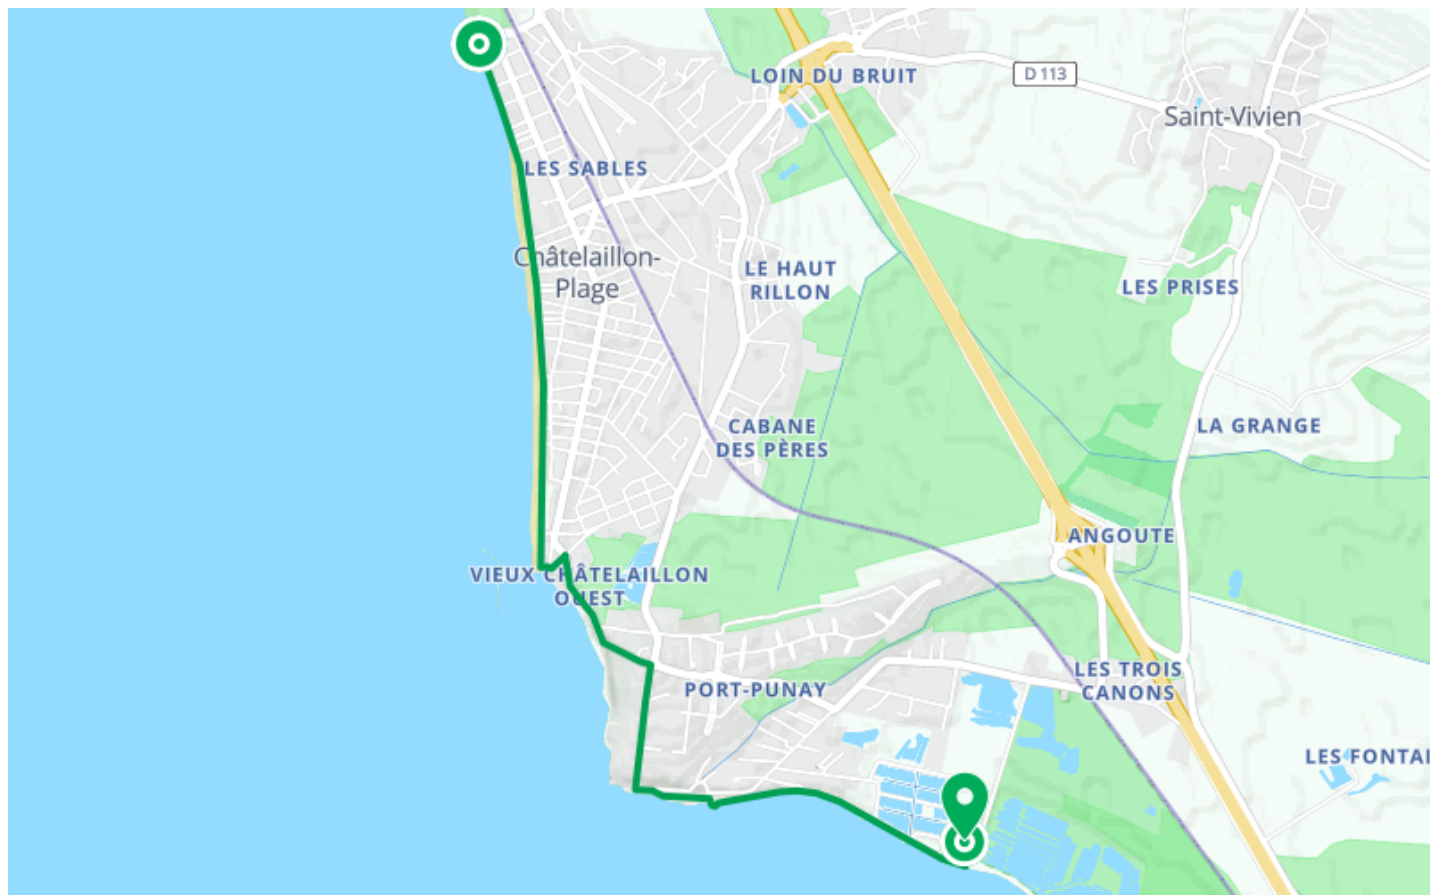 LOIN DU BRUIT
D 113
Saint-Vivien
LES SABLES
Châtelaillon-
Plage
LE HAUT
RILLON
LES PRISES
CABANE
DES PÈRES
LA GRANGE
ANGOUTE
VIEUX CHÂTELAILLON
OUEST
PORT-PUNAY
LES TROIS
CANONS
LES FONTAI